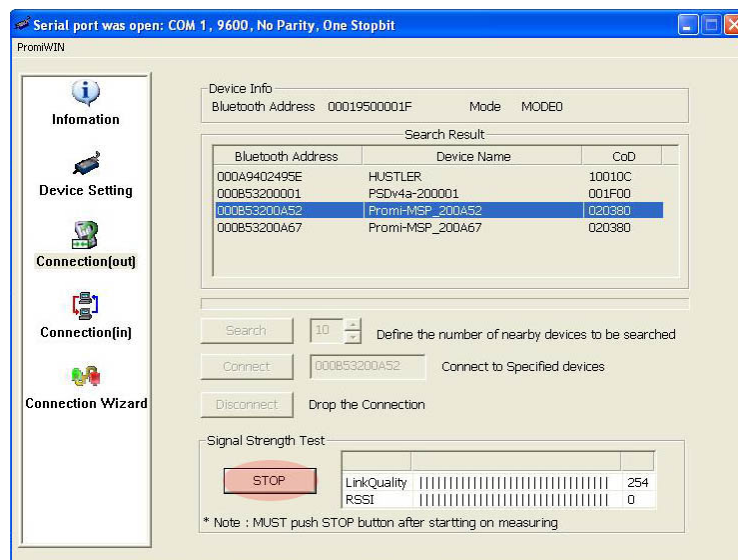 Serial port was open: COM 1, 9600, No Parity, One Stopbit
PromiWIN
Infomation
Device Setting
Connection(out)
Connection(in)
Connection Wizard
Device Info
Bluetooth Address 00019500001F Mode MODE0
Search Result
Bluetooth Address Device Name CoD
000A9402495E HUSTLER 10010C
000B53200001 PSDv4a-200001 001F00
000B53200A52 Promi-MSP_200A52 020380
000B53200A67 Promi-MSP_200A67 020380
Search 10 Define the number of nearby devices to be searched
Connect 000B53200A52 Connect to Specified devices
Disconnect Drop the Connection
Signal Strength Test
STOP
LinkQuality |||||||||||||||||||||||||||||||| 254
RSSI |||||||||||||||||||||||||||||||| 0
* Note : MUST push STOP button after startting on measuring